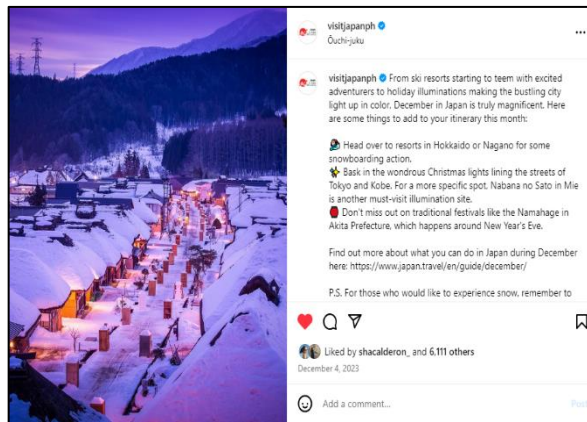 visitjapanph
Ōuchi-juku
visitjapanph From ski resorts starting to teem with excited
adventurers to holiday illuminations making the bustling city
light up in color. December in Japan is truly magnificent. Here
are some things to add to your itinerary this month:
Head over to resorts in Hokkaido or Nagano for some
snowboarding action.
Bask in the wondrous Christmas lights lining the streets of
Tokyo and Kobe. For a more specific spot, Nabana no Sato in Mie
is another must-visit illumination site.
Don't miss out on traditional festivals like the Namahage in
Akita Prefecture, which happens around New Year's Eve.
Find out more about what you can do in Japan during December
here: https://www.japan.travel/en/guide/december/
P.S. For those who would like to experience snow, remember to
Liked by shacalderon_ and 6,111 others
December 4, 2023
Add a comment...
Post